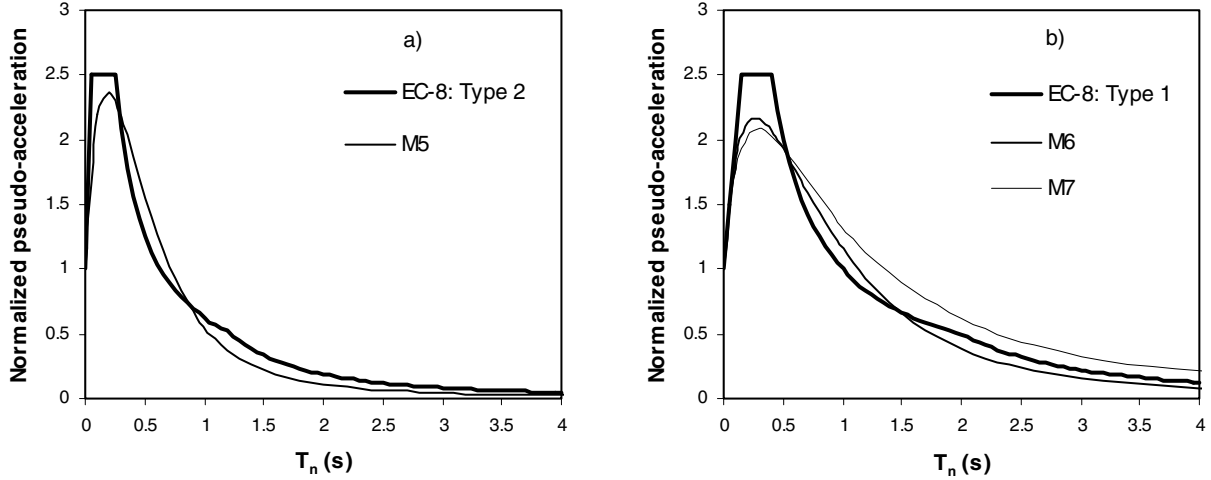 Normalized pseudo-acceleration
3
2.5
2
1.5
1
0.5
0
a)
EC-8: Type 2
M5
0 0.5 1 1.5 2 2.5 3 3.5 4
Tn (s)
Normalized pseudo-acceleration
3
2.5
2
1.5
1
0.5
0
b)
EC-8: Type 1
M6
M7
0 0.5 1 1.5 2 2.5 3 3.5 4
Tn (s)